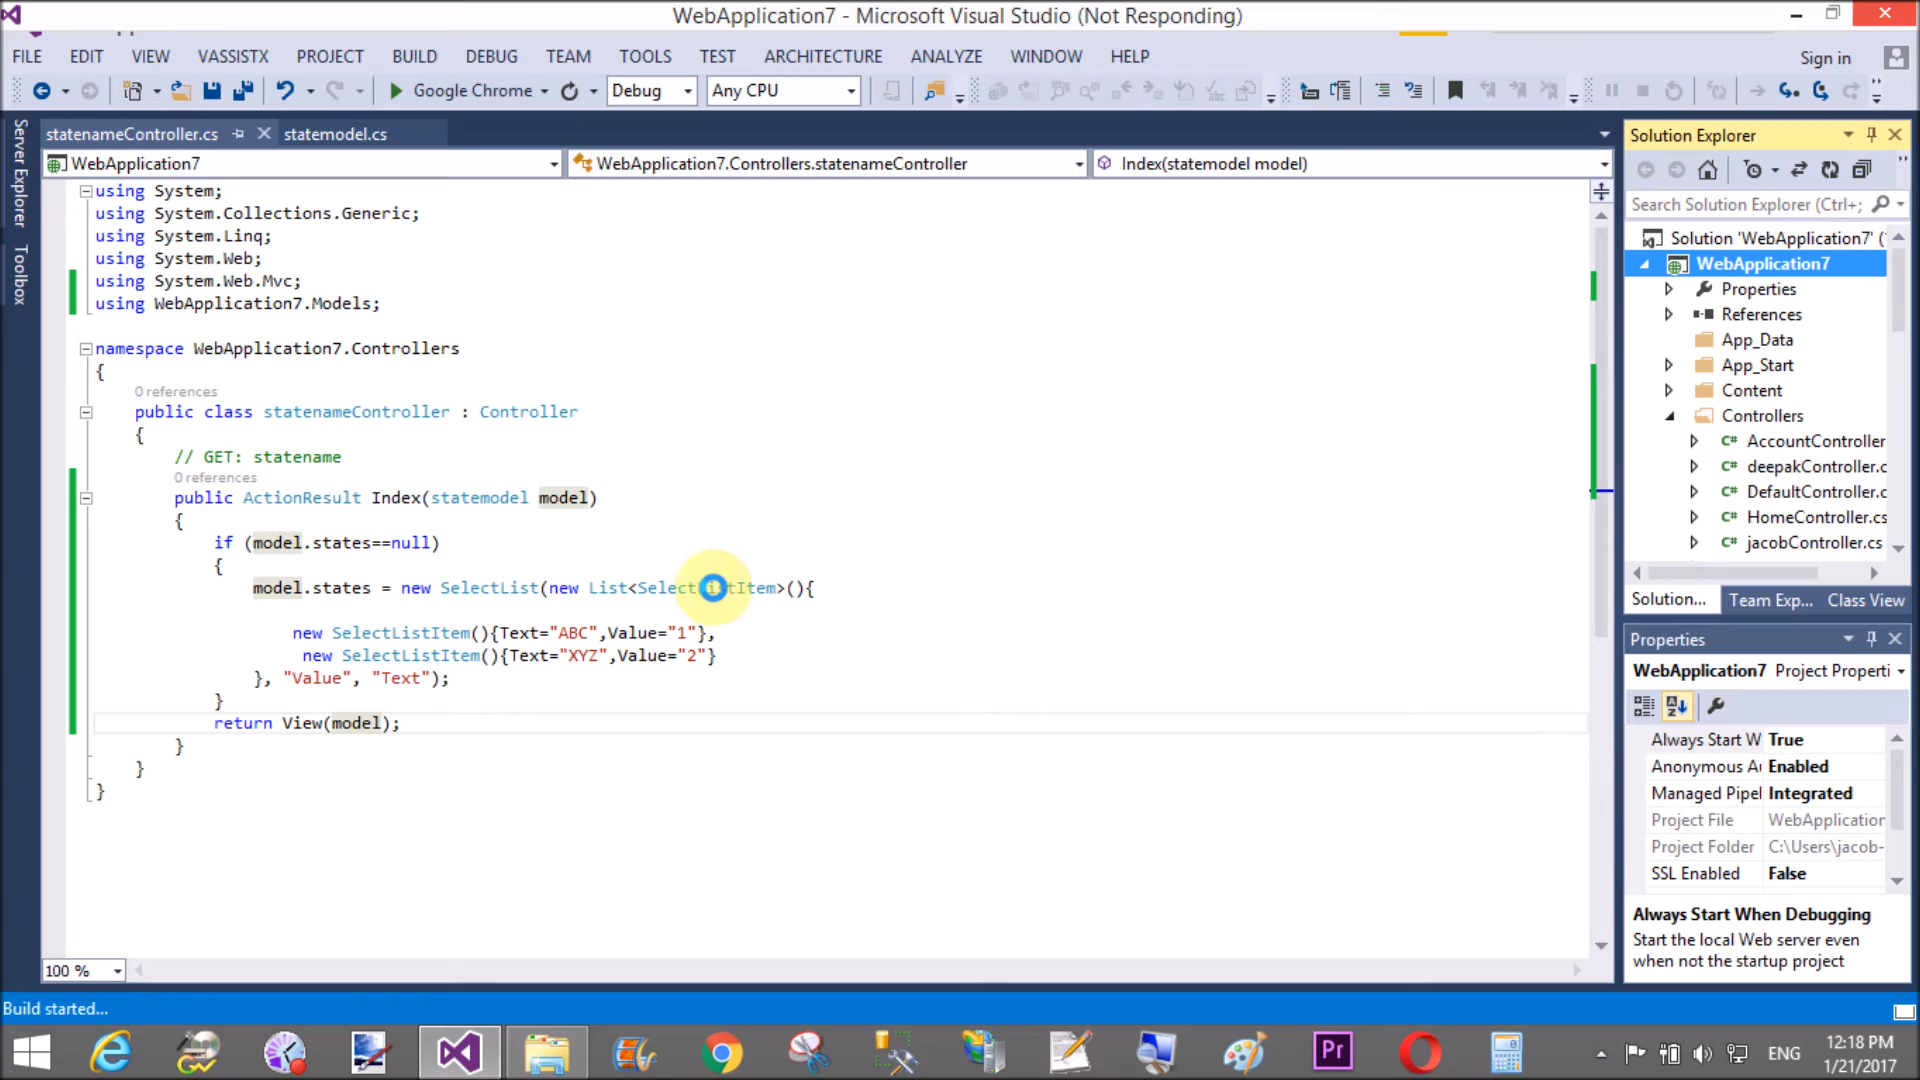 WebApplication7 - Microsoft Visual Studio (Not Responding)
FILE EDIT VIEW VASSISTX PROJECT BUILD DEBUG TEAM TOOLS TEST ARCHITECTURE ANALYZE WINDOW HELP Sign in
Google Chrome Debug Any CPU
statenameController.cs statemodel.cs
WebApplication7 WebApplication7.Controllers.statenameController Index(statemodel model)
Server Explorer
Toolbox
using System;
using System.Collections.Generic;
using System.Linq;
using System.Web;
using System.Web.Mvc;
using WebApplication7.Models;
namespace WebApplication7.Controllers
{
0 references
public class statenameController : Controller
{
// GET: statename
0 references
public ActionResult Index(statemodel model)
{
if (model.states==null)
{
model.states = new SelectList(new List<SelectListItem>(){
new SelectListItem(){Text="ABC",Value="1"},
new SelectListItem(){Text="XYZ",Value="2"}
}, "Value", "Text");
}
return View(model);
}
}
}
100 %
Solution Explorer
Search Solution Explorer (Ctrl+;
Solution 'WebApplication7' (
WebApplication7
Properties
References
App_Data
App_Start
Content
Controllers
C# AccountController
C# deepakController.c
C# DefaultController.c
C# HomeController.cs
C# jacobController.cs
Solution... Team Exp... Class View
Properties
WebApplication7 Project Properti
Always Start W True
Anonymous Au Enabled
Managed Pipel Integrated
Project File WebApplication
Project Folder C:\Users\jacob-
SSL Enabled False
Always Start When Debugging
Start the local Web server even
when not the startup project
Build started...
Pr
ENG
12:18 PM
1/21/2017